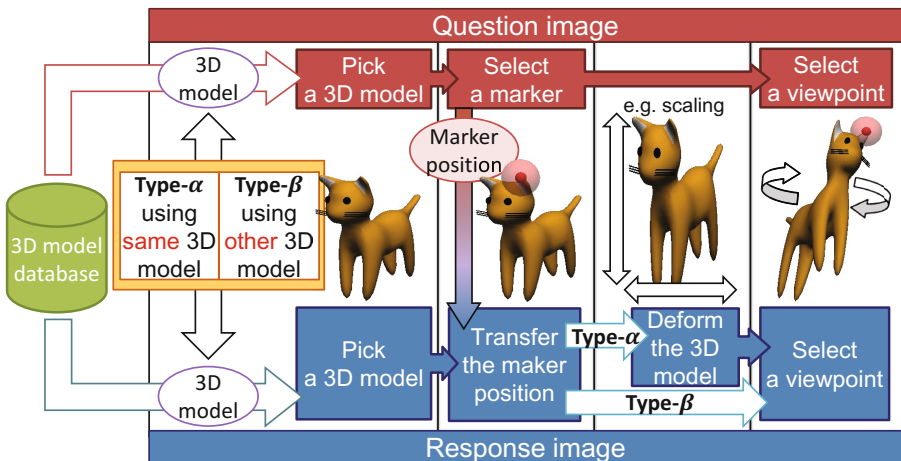 Question image
3D
model
Pick
a 3D model
Select
a marker
Select
a viewpoint
e.g. scaling
Marker
position
3D model
database
Type-α
using
same 3D
model
Type-β
using
other 3D
model
3D
model
Pick
a 3D model
Transfer
the maker
position
Type-α
Deform
the 3D
model
Type-β
Select
a viewpoint
Response image